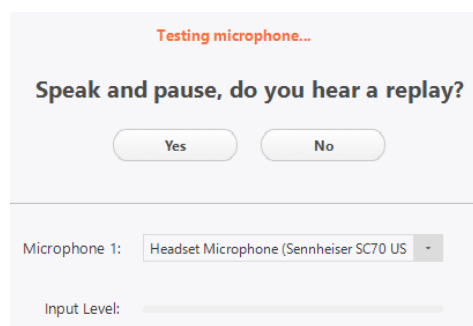 Testing microphone...
Speak and pause, do you hear a replay?
Yes
No
Microphone 1:
Headset Microphone (Sennheiser SC70 US
Input Level: